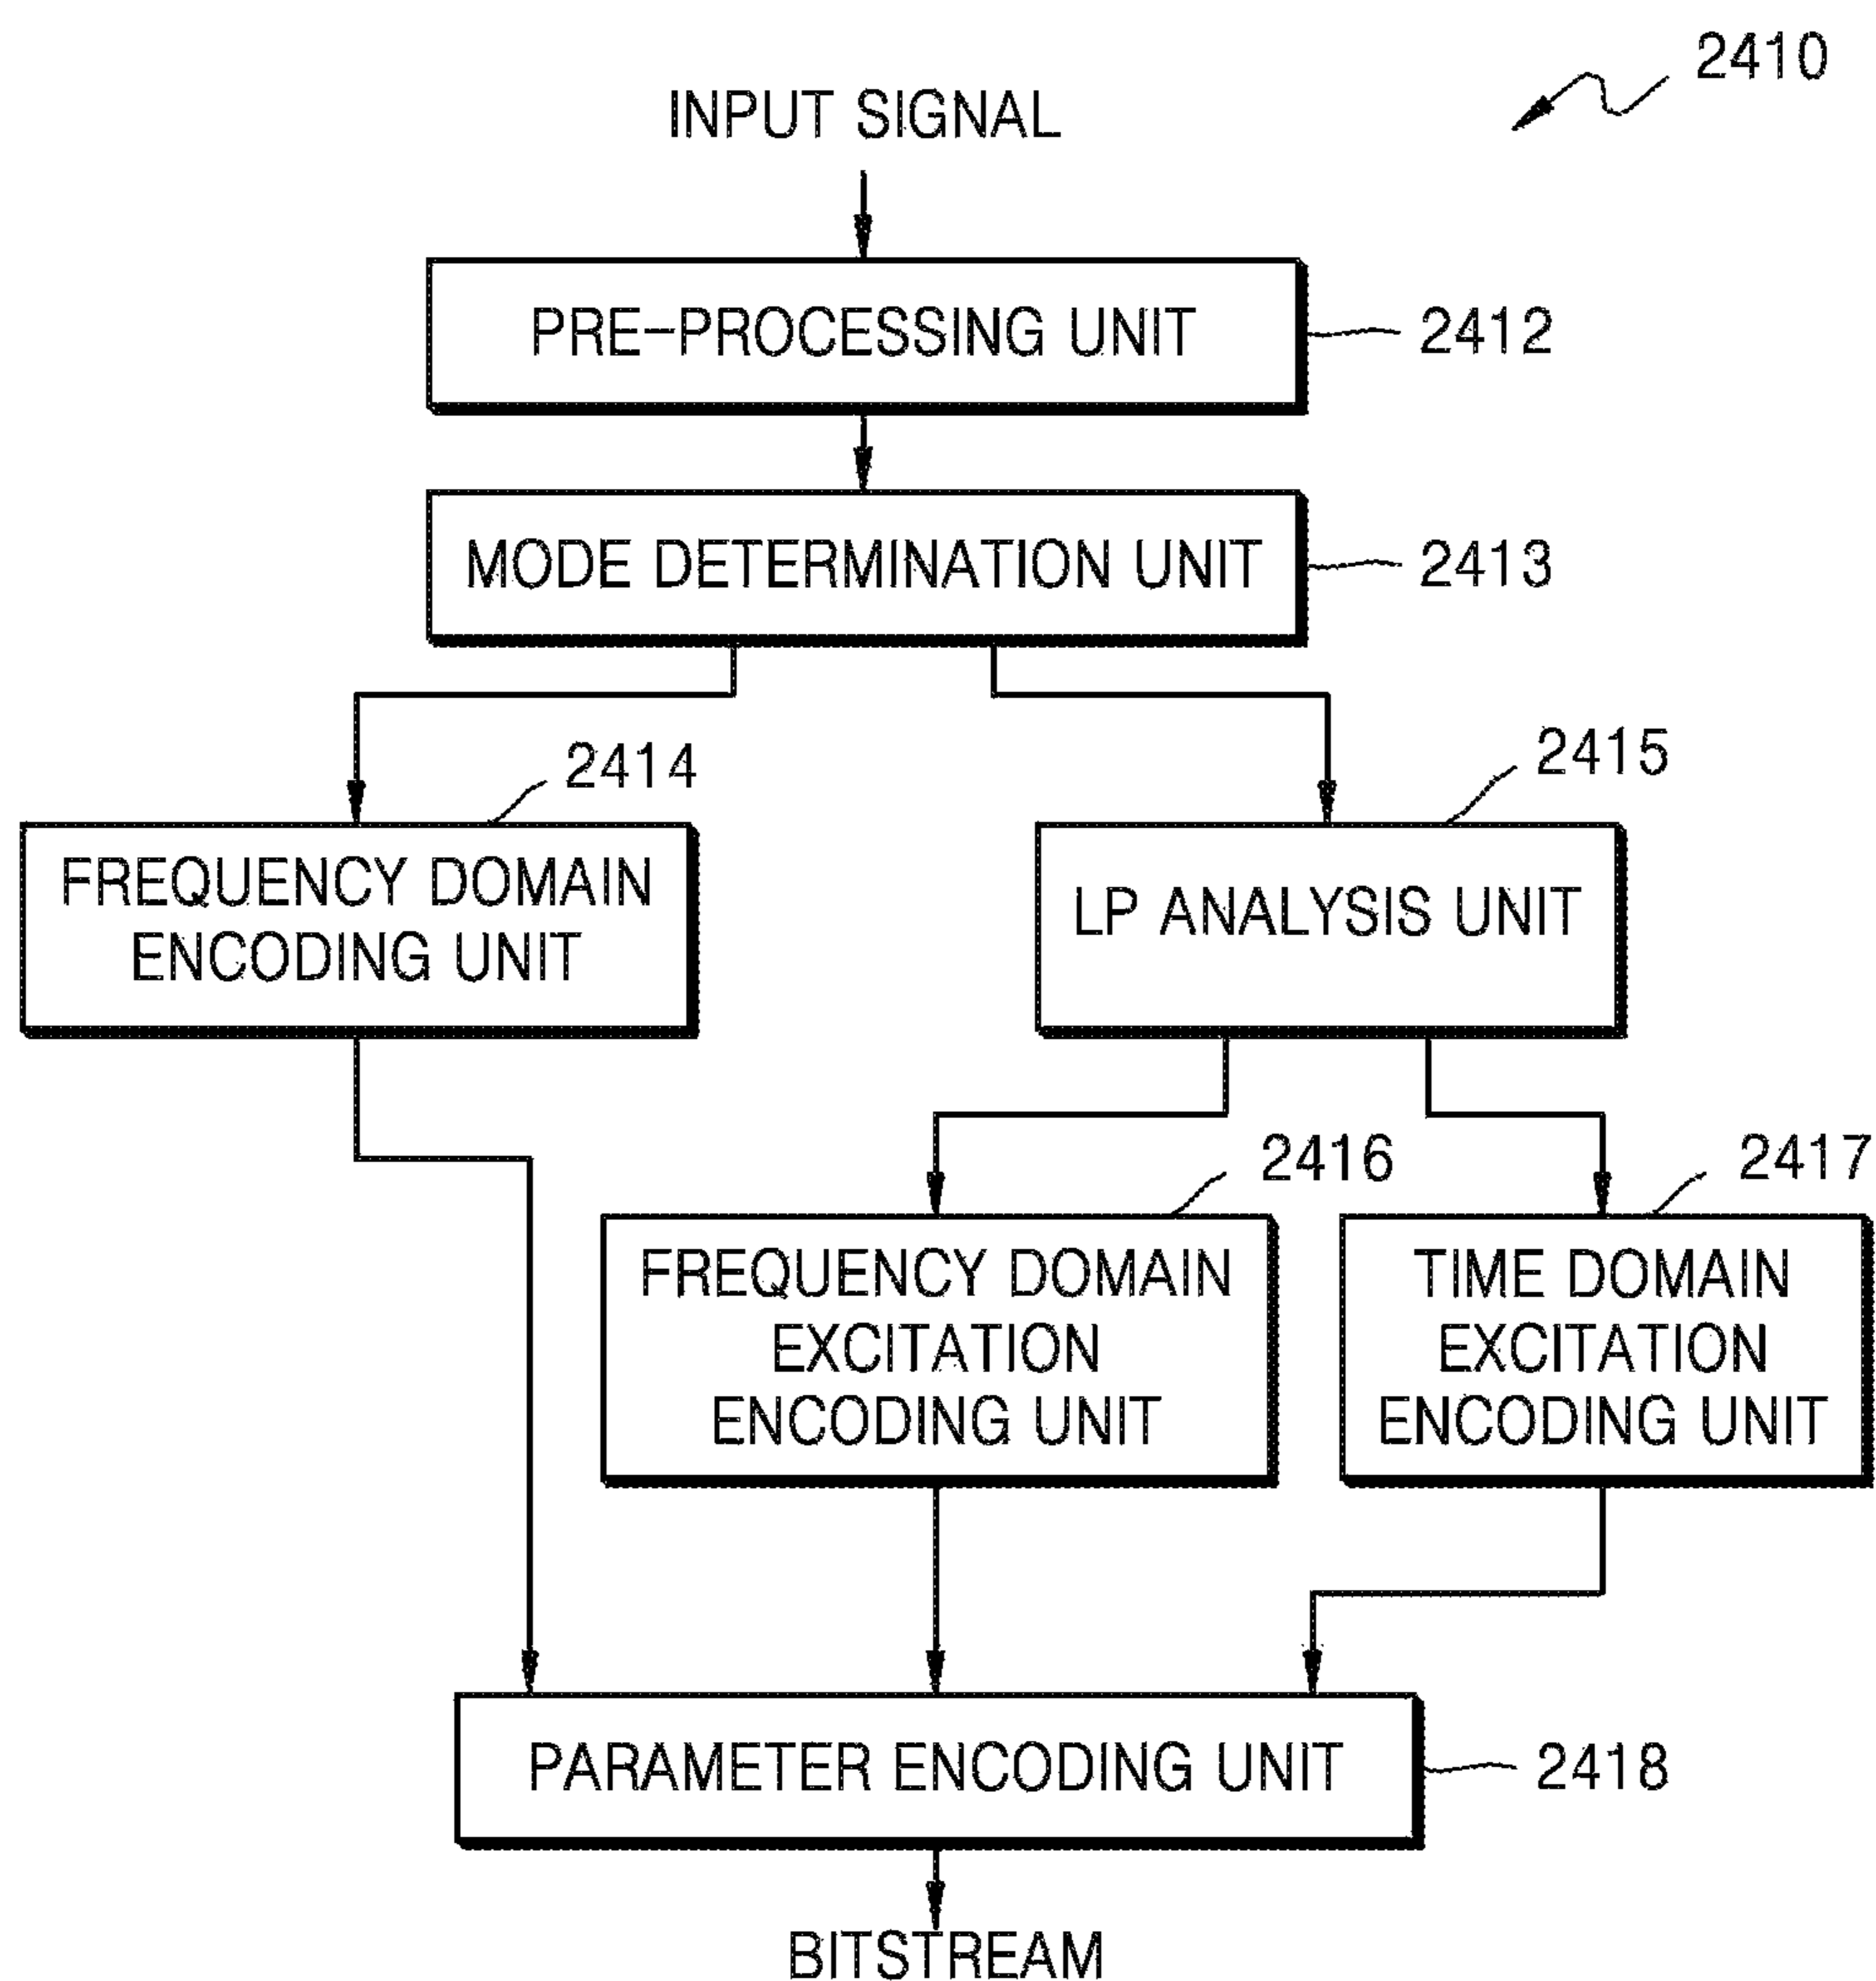 2410
INPUT SIGNAL
PRE-PROCESSING UNIT
2412
MODE DETERMINATION UNIT
2413
2414
2415
FREQUENCY DOMAIN
ENCODING UNIT
LP ANALYSIS UNIT
2416
2417
FREQUENCY DOMAIN
EXCITATION
ENCODING UNIT
TIME DOMAIN
EXCITATION
ENCODING UNIT
PARAMETER ENCODING UNIT
2418
BITSTREAM